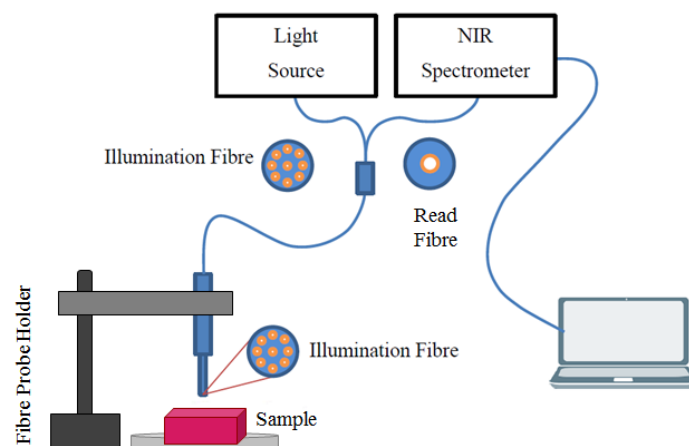 Light
Source
NIR
Spectrometer
Illumination Fibre
Read
Fibre
Fibre Probe Holder
Illumination Fibre
Sample